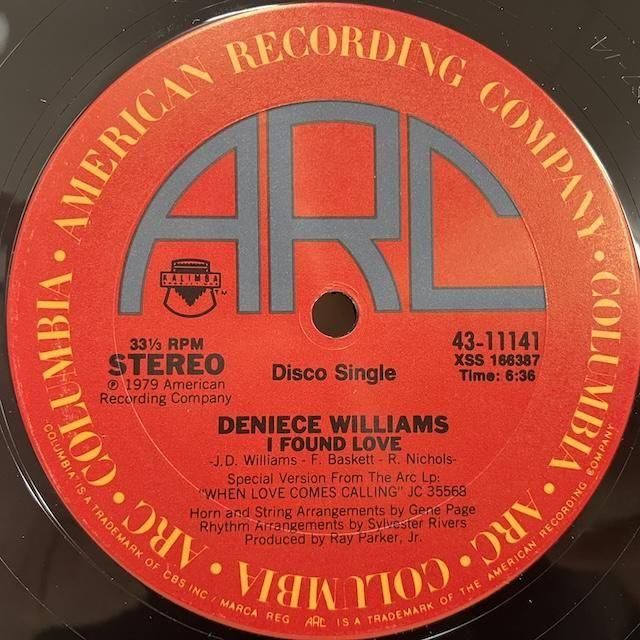 • AMERICAN RECORDING COMPANY • COLUMBIA • ARC • COLUMBIA • ARC • COLUMBIA
ARC
KALIMBA
TM
33⅓ RPM
STEREO
℗ 1979 American
Recording Company
Disco Single
43-11141
XSS 166387
Time: 6:36
DENIECE WILLIAMS
I FOUND LOVE
-J.D. Williams - F. Baskett - R. Nichols-
Special Version From The Arc Lp:
"WHEN LOVE COMES CALLING" JC 35568
Horn and String Arrangements by Gene Page
Rhythm Arrangements by Sylvester Rivers
Produced by Ray Parker, Jr.
"COLUMBIA" IS A TRADEMARK OF CBS INC/MARCA REG ARC IS A TRADEMARK OF THE AMERICAN RECORDING COMPANY